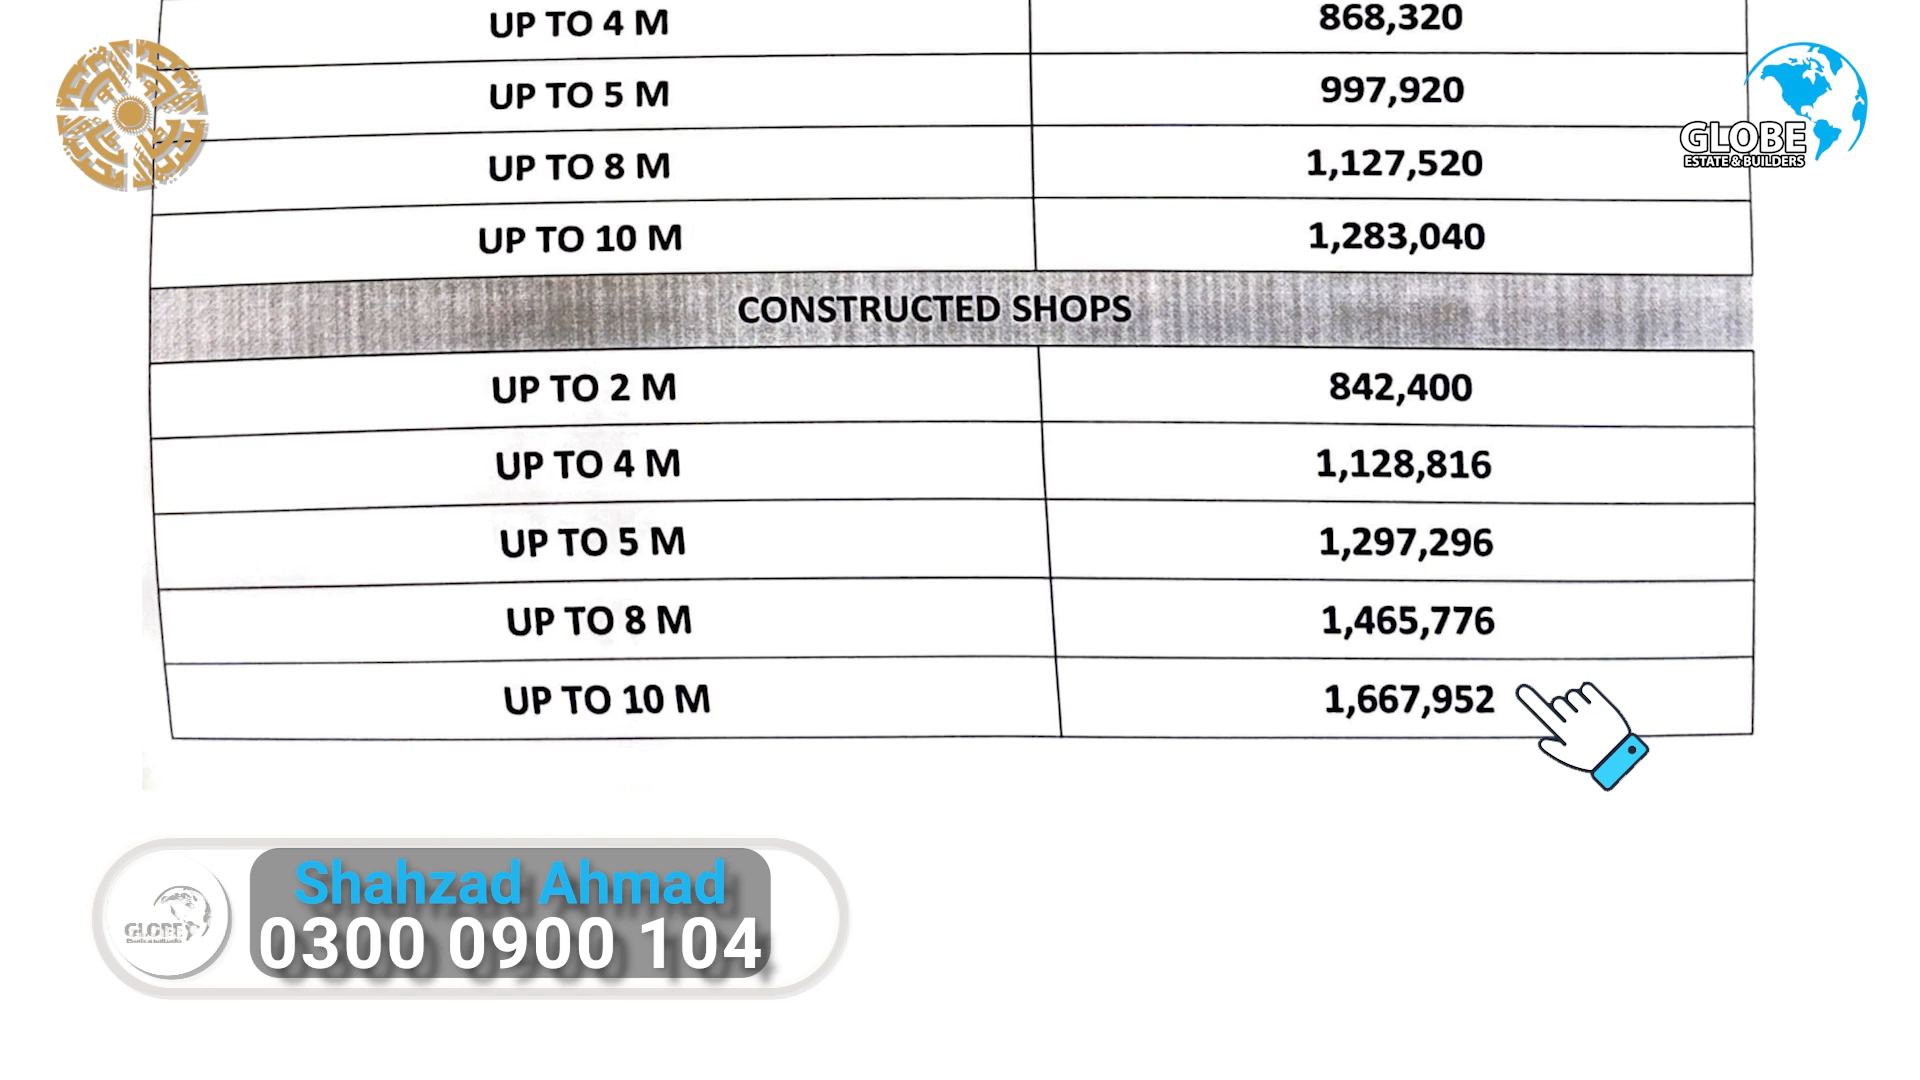 UP TO 4 M 868,320
UP TO 5 M 997,920
UP TO 8 M 1,127,520
UP TO 10 M 1,283,040
CONSTRUCTED SHOPS
UP TO 2 M 842,400
UP TO 4 M 1,128,816
UP TO 5 M 1,297,296
UP TO 8 M 1,465,776
UP TO 10 M 1,667,952
GLOBE
ESTATE & BUILDERS
Shahzad Ahmad
0300 0900 104
GLOBE